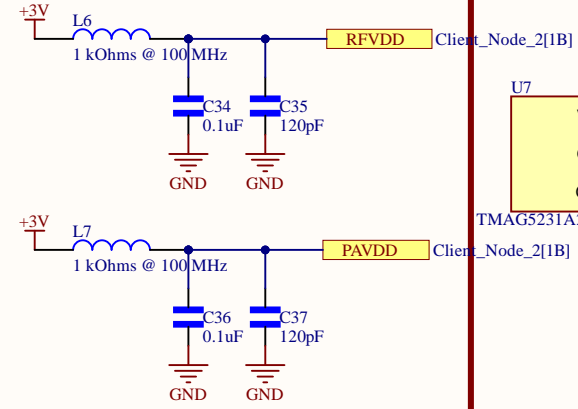 +3V
L6
1 kOhms @ 100 MHz
RFVDD
Client_Node_2[1B]
C34
0.1uF
C35
120pF
GND
GND
U7
TMAG5231A
+3V
L7
1 kOhms @ 100 MHz
PAVDD
Client_Node_2[1B]
C36
0.1uF
C37
120pF
GND
GND